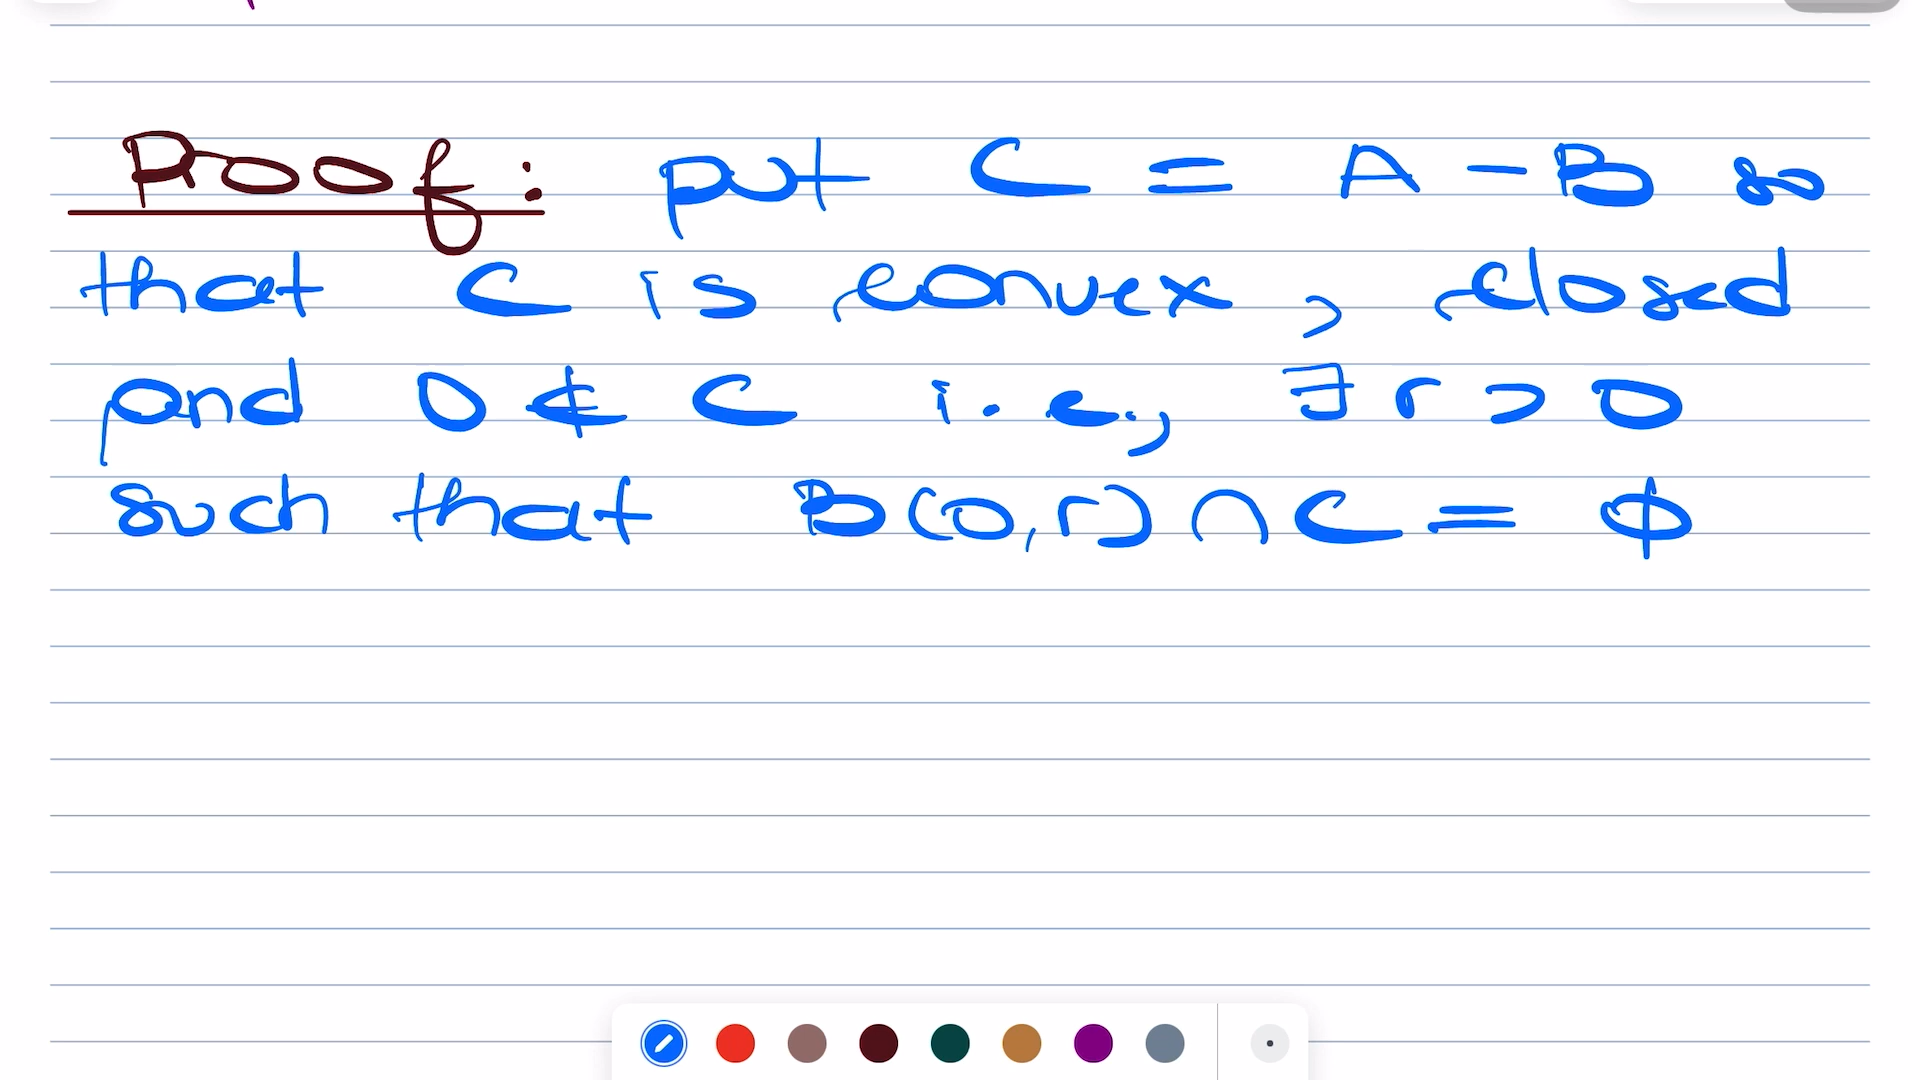 Proof: put C = A - B so
that C is convex, closed
and 0 ∉ C i.e., ∃ r > 0
such that B(0,r) ∩ C = φ